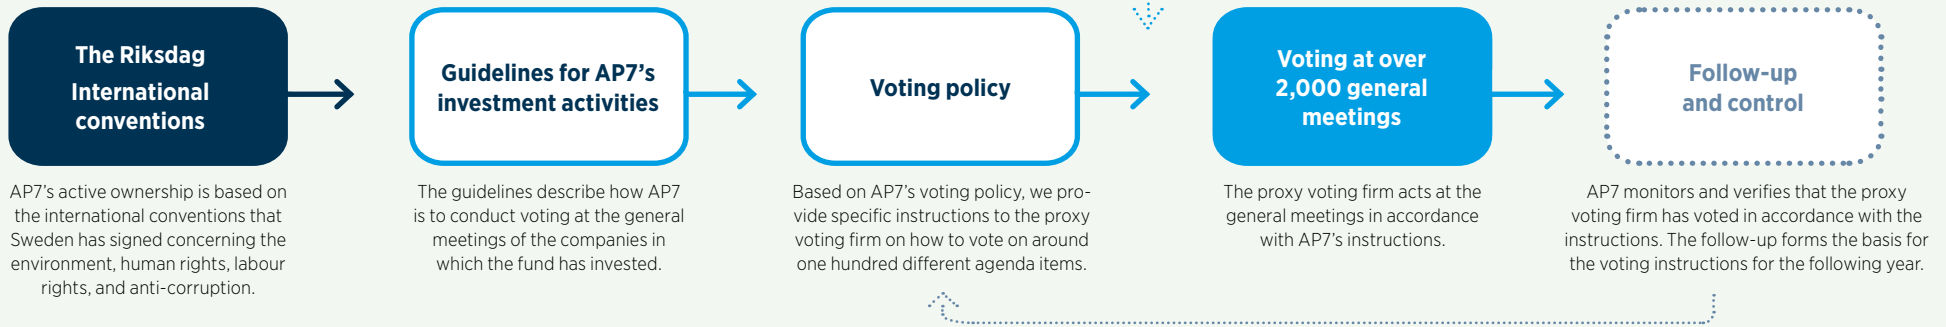 The Riksdag
International
conventions
AP7's active ownership is based on
the international conventions that
Sweden has signed concerning the
environment, human rights, labour
rights, and anti-corruption.
Guidelines for AP7's
investment activities
The guidelines describe how AP7
is to conduct voting at the general
meetings of the companies in
which the fund has invested.
Voting policy
Based on AP7's voting policy, we pro-
vide specific instructions to the proxy
voting firm on how to vote on around
one hundred different agenda items.
Voting at over
2,000 general
meetings
The proxy voting firm acts at the
general meetings in accordance
with AP7's instructions.
Follow-up
and control
AP7 monitors and verifies that the proxy
voting firm has voted in accordance with the
instructions. The follow-up forms the basis for
the voting instructions for the following year.